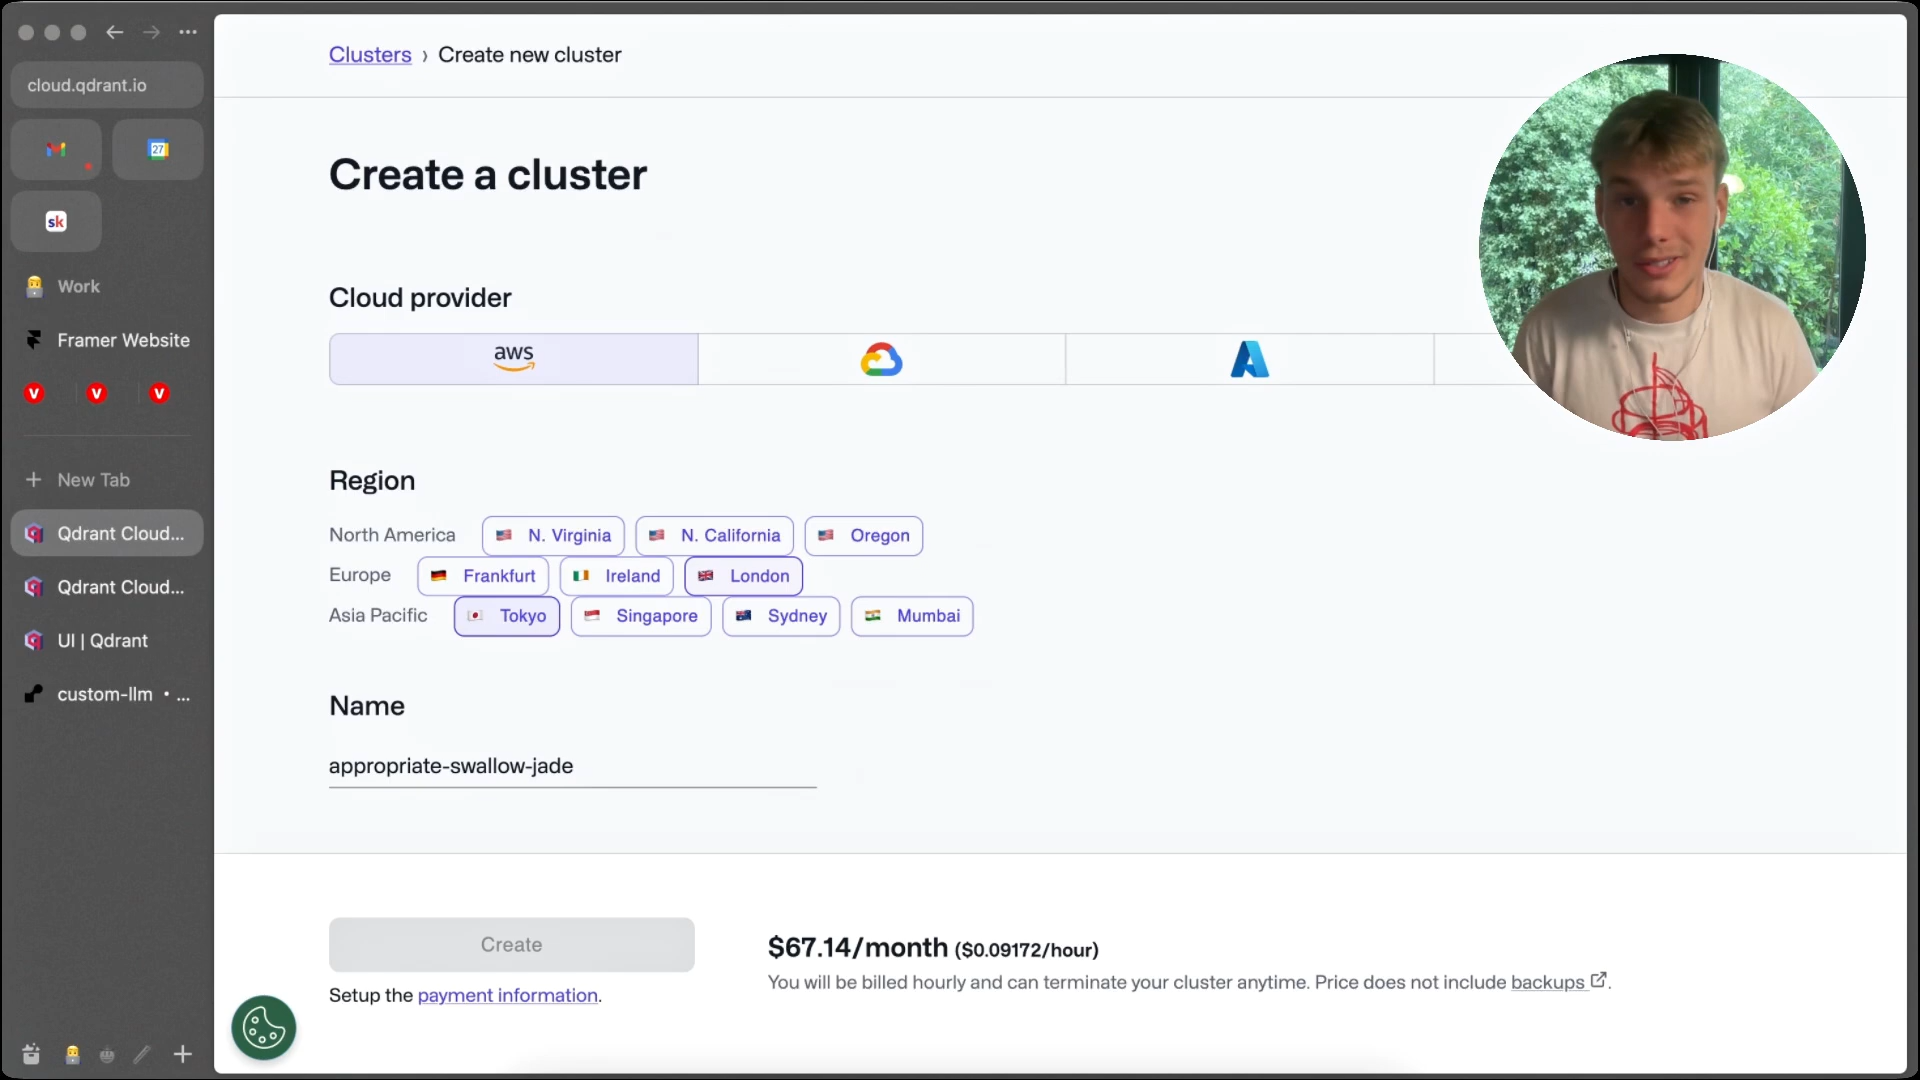 cloud.qdrant.io
27
sk
Work
Framer Website
V V V
New Tab
Qdrant Cloud...
Qdrant Cloud...
UI | Qdrant
custom-llm • ...
Clusters › Create new cluster
Create a cluster
Cloud provider
aws
Region
North America N. Virginia N. California Oregon
Europe Frankfurt Ireland London
Asia Pacific Tokyo Singapore Sydney Mumbai
Name
appropriate-swallow-jade
Create
Setup the payment information.
$67.14/month ($0.09172/hour)
You will be billed hourly and can terminate your cluster anytime. Price does not include backups.